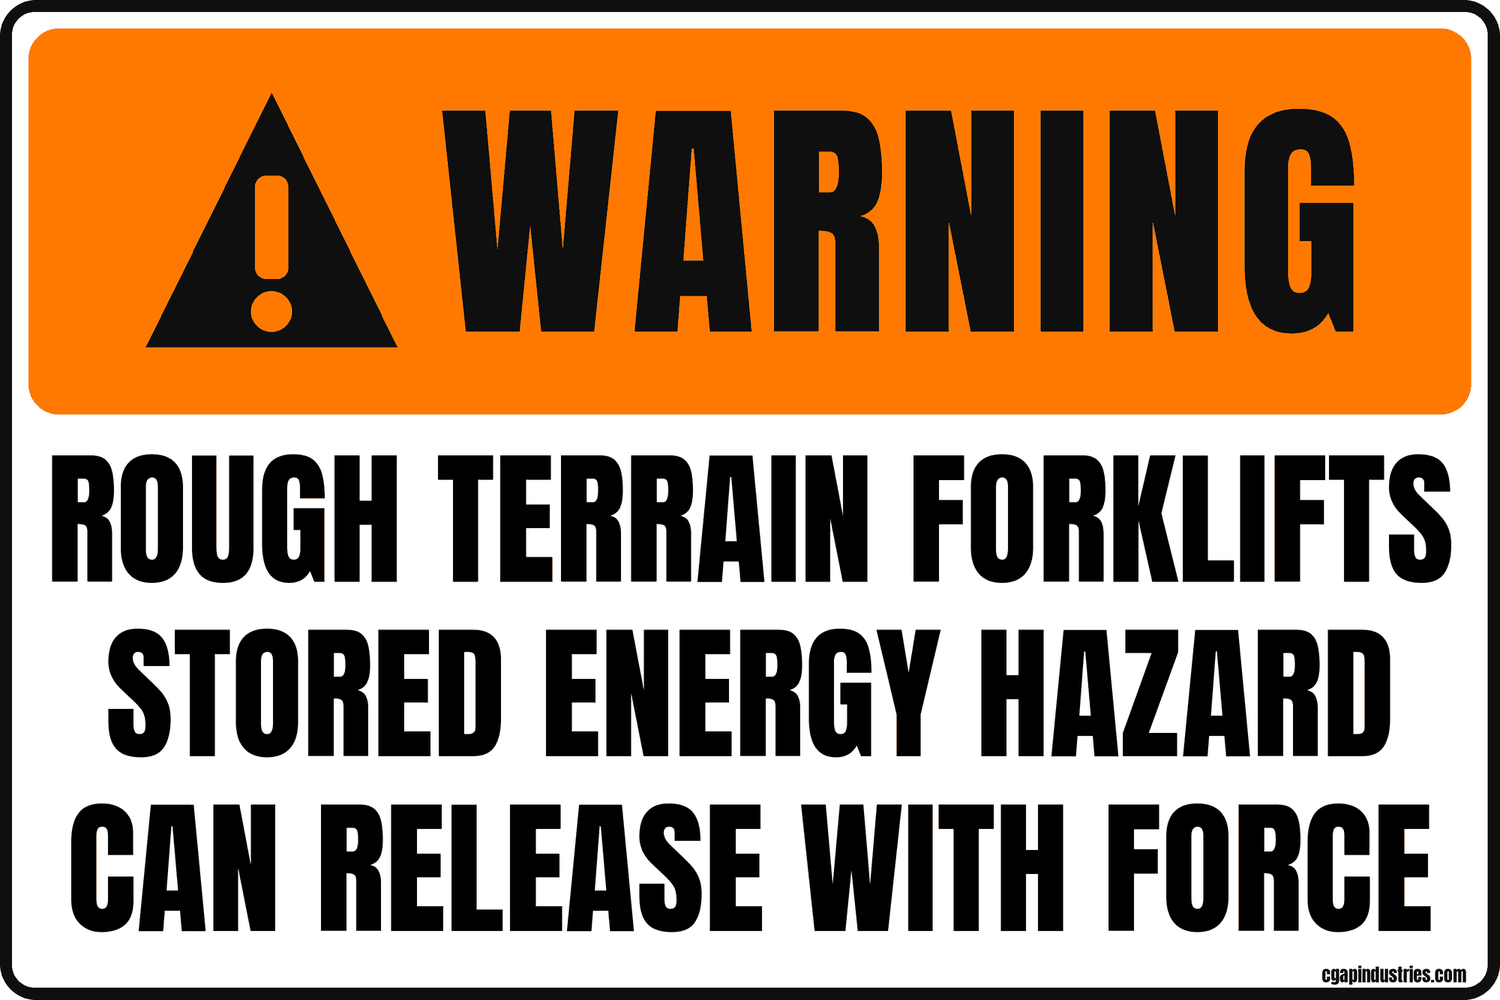 WARNING
ROUGH TERRAIN FORKLIFTS
STORED ENERGY HAZARD
CAN RELEASE WITH FORCE
cgapindustries.com